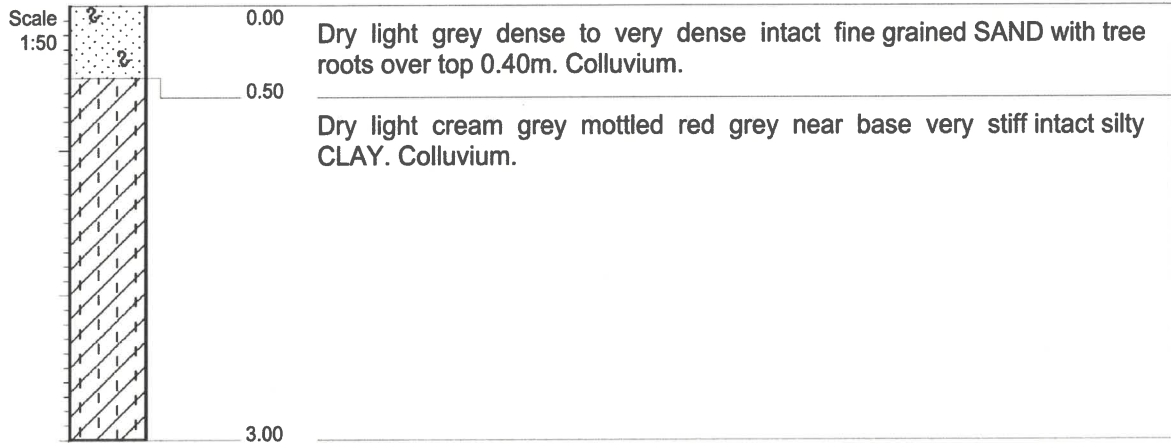 Scale
1:50
0.00
Dry light grey dense to very dense intact fine grained SAND with tree
roots over top 0.40m. Colluvium.
0.50
Dry light cream grey mottled red grey near base very stiff intact silty
CLAY. Colluvium.
3.00